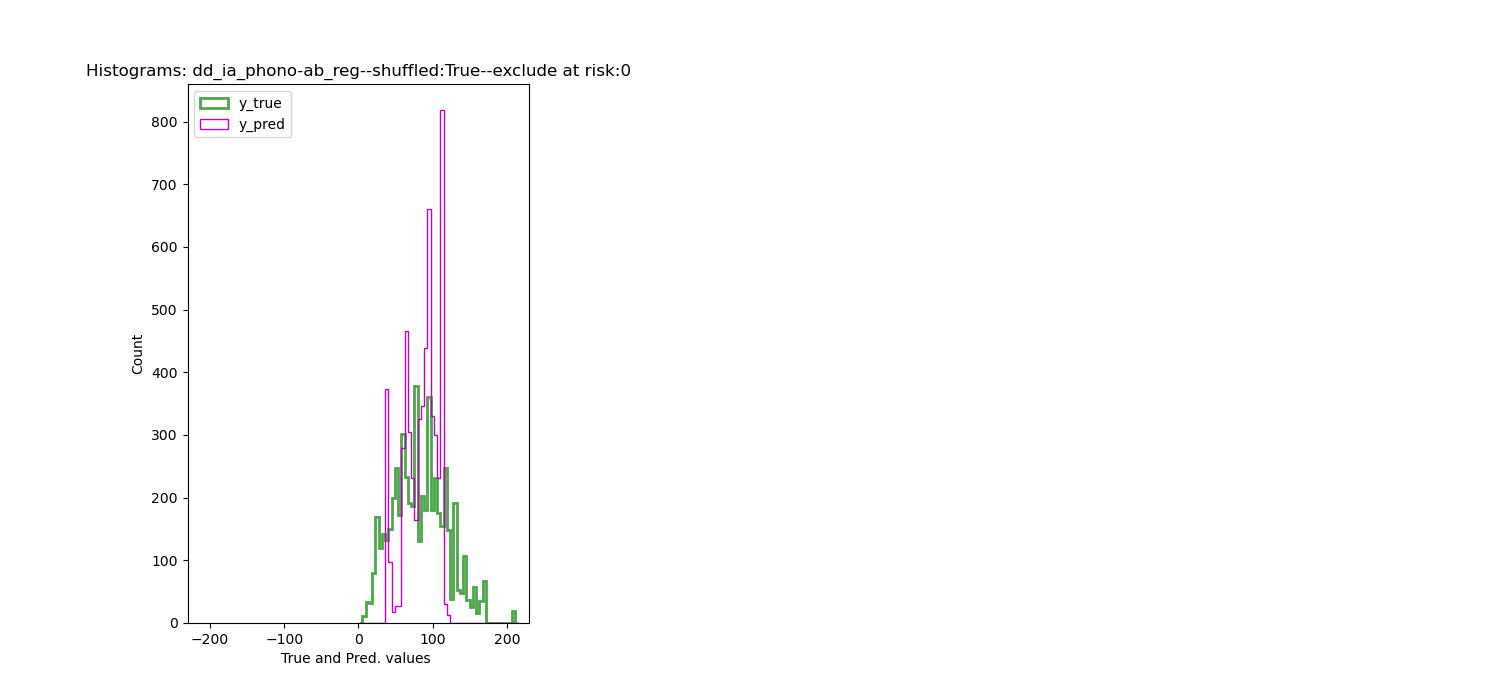 Histograms: dd_ia_phono-ab_reg--shuffled:True--exclude at risk:0
y_true
y_pred
800
700
600
500
400
300
200
100
0
Count
−200 −100 0 100 200
True and Pred. values